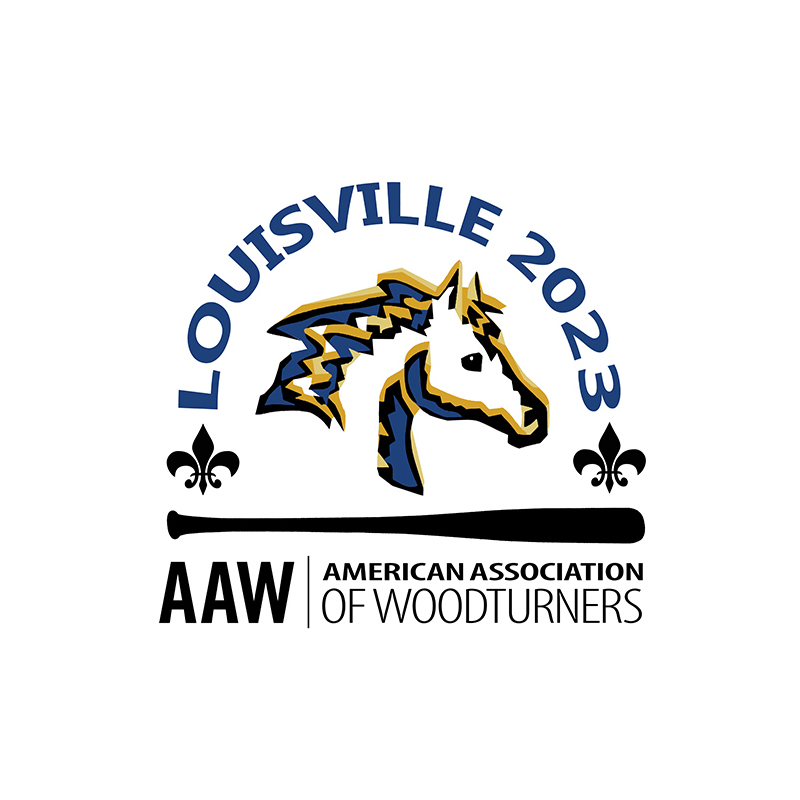 LOUISVILLE 2023
AAW
AMERICAN ASSOCIATION
OF WOODTURNERS